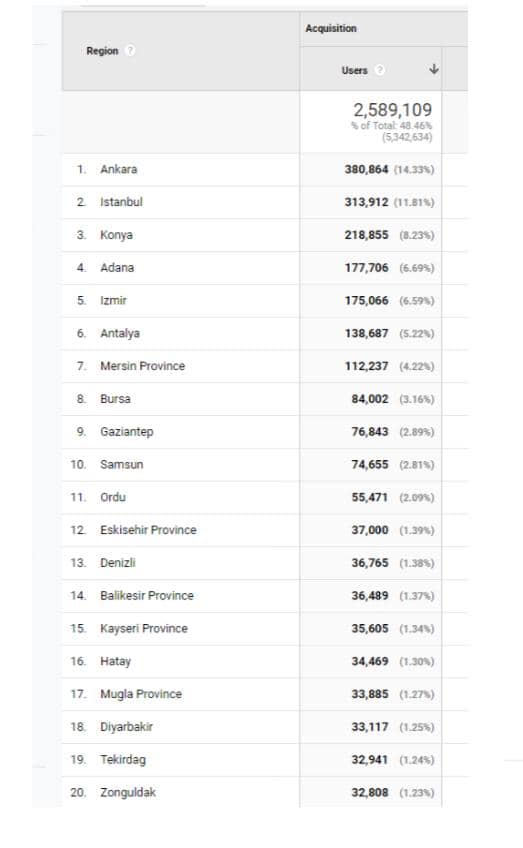 Acquisition
Region ?
Users ?
2,589,109
% of Total: 48.46%
(5,342,634)
1. Ankara 380,864 (14.33%)
2. Istanbul 313,912 (11.81%)
3. Konya 218,855 (8.23%)
4. Adana 177,706 (6.69%)
5. Izmir 175,066 (6.59%)
6. Antalya 138,687 (5.22%)
7. Mersin Province 112,237 (4.22%)
8. Bursa 84,002 (3.16%)
9. Gaziantep 76,843 (2.89%)
10. Samsun 74,655 (2.81%)
11. Ordu 55,471 (2.09%)
12. Eskisehir Province 37,000 (1.39%)
13. Denizli 36,765 (1.38%)
14. Balikesir Province 36,489 (1.37%)
15. Kayseri Province 35,605 (1.34%)
16. Hatay 34,469 (1.30%)
17. Mugla Province 33,885 (1.27%)
18. Diyarbakir 33,117 (1.25%)
19. Tekirdag 32,941 (1.24%)
20. Zonguldak 32,808 (1.23%)